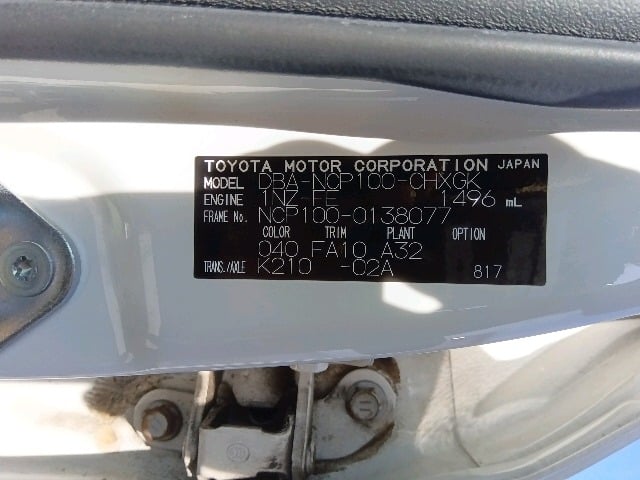 TOYOTA MOTOR CORPORATION JAPAN
MODEL DBA-NCP100-CHXGK
ENGINE 1NZ-FE 1496 mL
FRAME No. NCP100-0138077
COLOR TRIM PLANT OPTION
040 FA10 A32
TRANS./AXLE K210 -02A 817